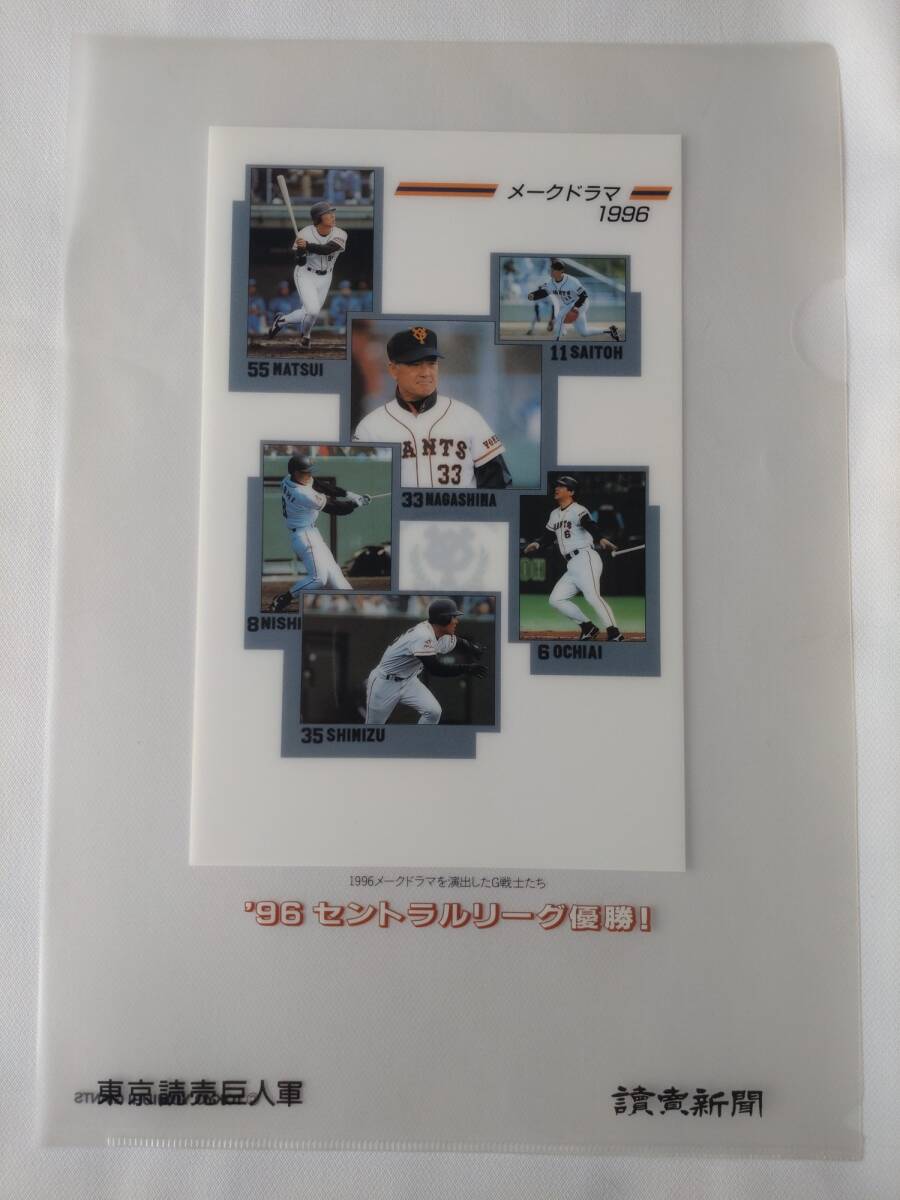 メークドラマ
1996
55 MATSUI
11 SAITOH
ANTS
33
33 NAGASHIMA
6
8 NISHI
6 OCHIAI
35 SHIMIZU
1996メークドラマを演出したG戦士たち
'96 セントラルリーグ優勝!
東京読売巨人軍
讀賣新聞